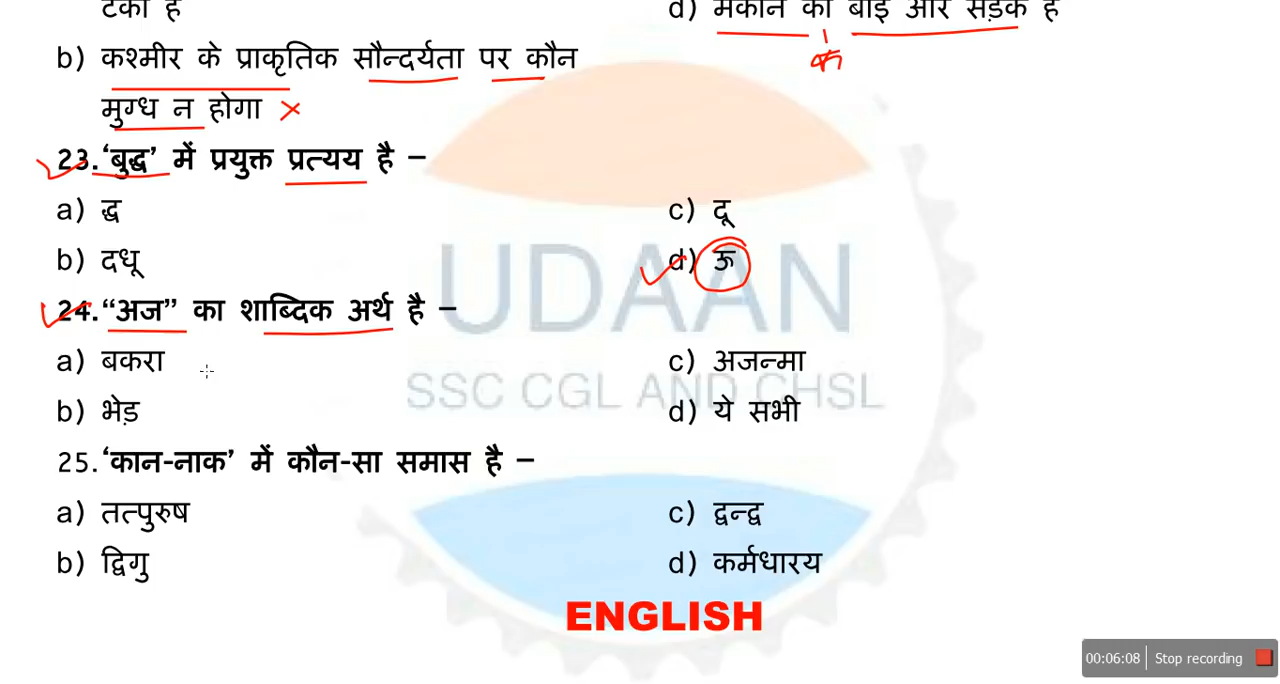 टंका है
d) मकान की बाईं ओर सड़क है
b) कश्मीर के प्राकृतिक सौन्दर्यता पर कौन
मुग्ध न होगा
23. ‘बुद्ध’ में प्रयुक्त प्रत्यय है –
a) द्ध
c) दू
b) दधू
d) ऊ
24. “अज” का शाब्दिक अर्थ है –
a) बकरा
c) अजन्मा
b) भेड़
d) ये सभी
25. ‘कान-नाक’ में कौन-सा समास है –
a) तत्पुरुष
c) द्वन्द्व
b) द्विगु
d) कर्मधारय
ENGLISH
UDAAN
SSC CGL AND CHSL
00:06:08 Stop recording